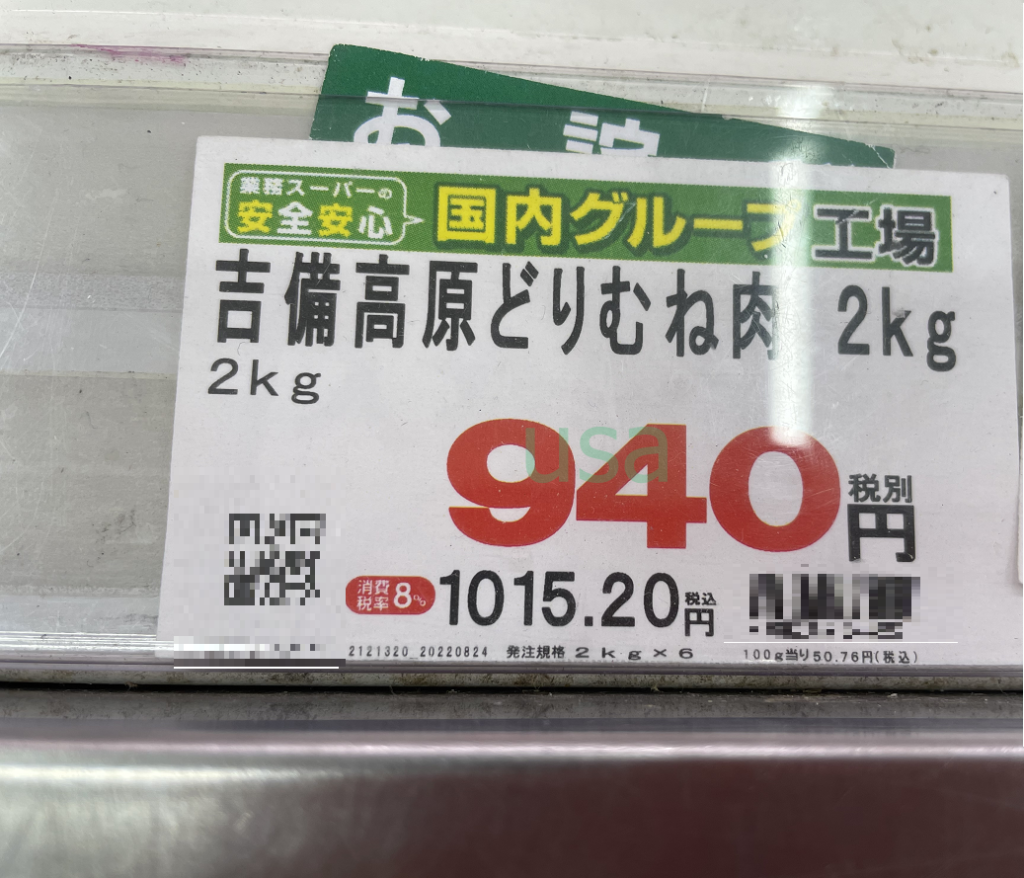 お
業務スーパーの
安全安心
国内グループ工場
吉備高原どりむね肉 2kg
2kg
usa
940
税別
円
消費
税率8%
1015.20
税込
円
2121320_20220824 発注規格 2kg×6
100g当り50.76円(税込)